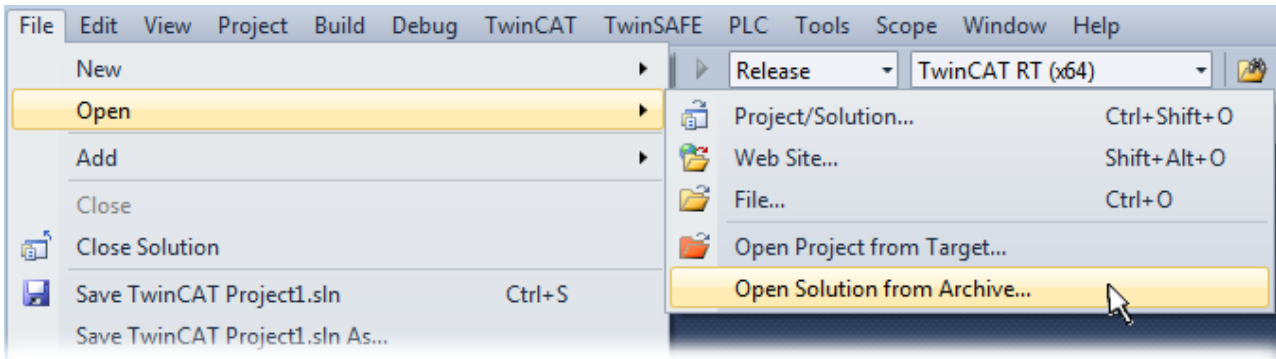 File Edit View Project Build Debug TwinCAT TwinSAFE PLC Tools Scope Window Help
New
Release TwinCAT RT (x64)
Open
Project/Solution... Ctrl+Shift+O
Add
Web Site... Shift+Alt+O
Close
File... Ctrl+O
Close Solution
Open Project from Target...
Save TwinCAT Project1.sln Ctrl+S
Open Solution from Archive...
Save TwinCAT Project1.sln As...